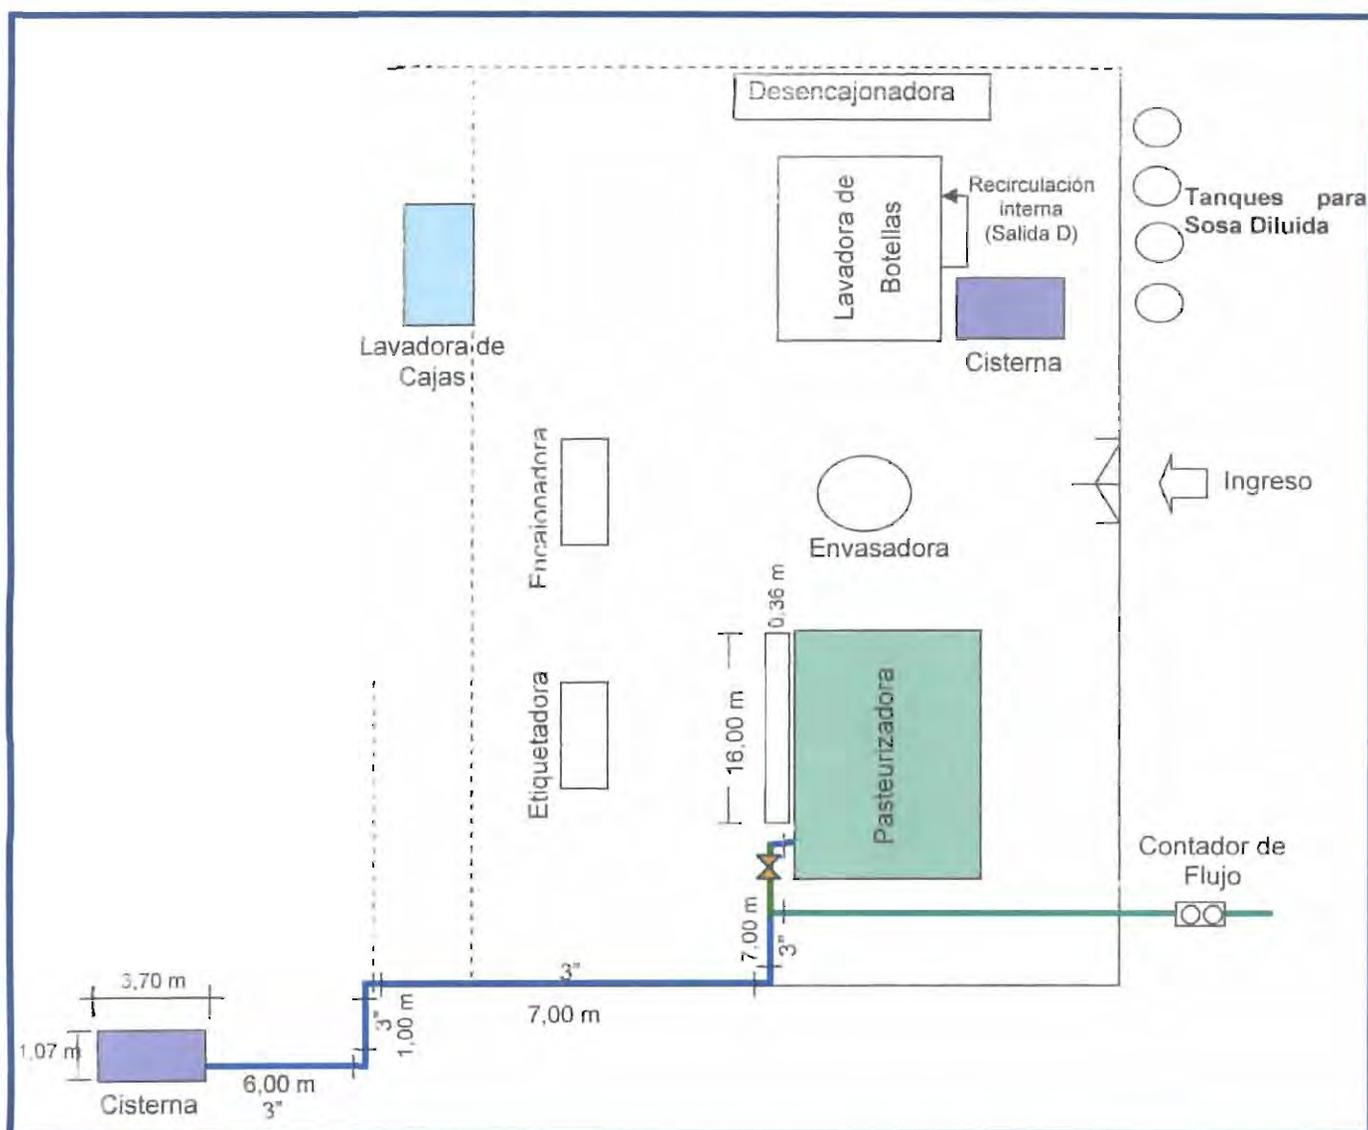 Desencajonadora
Lavadora de
Botellas
Recirculación
interna
(Salida D)
Tanques para
Sosa Diluida
Cisterna
Lavadora de
Cajas
Encajonadora
Envasadora
Ingreso
0,36 m
16,00 m
Pasteurizadora
Etiquetadora
Contador de
Flujo
7,00 m
3"
3"
7,00 m
3"
1,00 m
3,70 m
1,07 m
6,00 m
3"
Cisterna